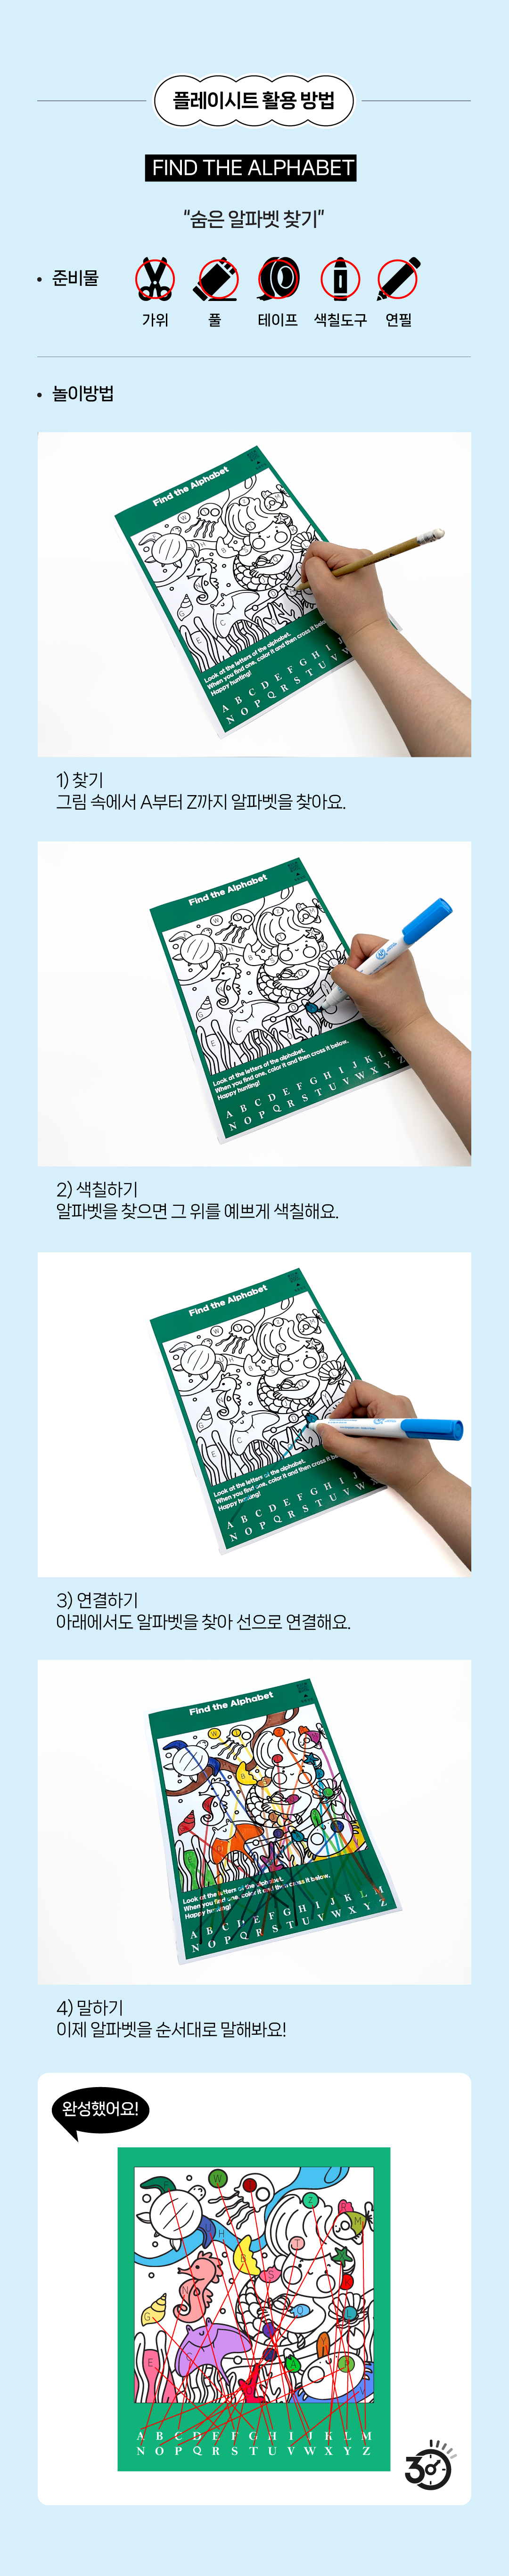 플레이시트 활용 방법
FIND THE ALPHABET
“숨은 알파벳 찾기”
• 준비물
가위 풀 테이프 색칠도구 연필
• 놀이방법
Find the Alphabet
Look at the letters of the alphabet.
When you find one, color it and then cross it below.
Happy hunting!
A B C D E F G H I J
N O P Q R S T U V W
1) 찾기
그림 속에서 A부터 Z까지 알파벳을 찾아요.
Find the Alphabet
Look at the letters of the alphabet.
When you find one, color it and then cross it below.
Happy hunting!
A B C D E F G H I J K L
N O P Q R S T U V W X Y Z
2) 색칠하기
알파벳을 찾으면 그 위를 예쁘게 색칠해요.
Find the Alphabet
Look at the letters of the alphabet.
When you find one, color it and then cross it below
Happy hunting!
A B C D E F G H I J
N O P Q R S T U V W X
3) 연결하기
아래에서도 알파벳을 찾아 선으로 연결해요.
Find the Alphabet
Look at the letters of the alphabet.
When you find one, color it and then cross it below.
Happy hunting!
A B C D E F G H I J K L M
N O P Q R S T U V W X Y Z
4) 말하기
이제 알파벳을 순서대로 말해봐요!
완성했어요!
W
Z
M
H
B
T
S
N
G
Q
E
C
A
A B C D E F G H I J K L M
N O P Q R S T U V W X Y Z
30